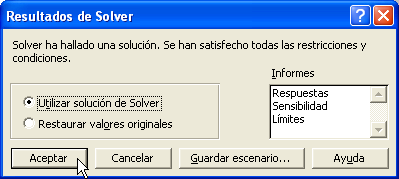 Resultados de Solver
Solver ha hallado una solución. Se han satisfecho todas las restricciones y
condiciones.
Informes
Utilizar solución de Solver
Restaurar valores originales
Respuestas
Sensibilidad
Límites
Aceptar
Cancelar
Guardar escenario...
Ayuda